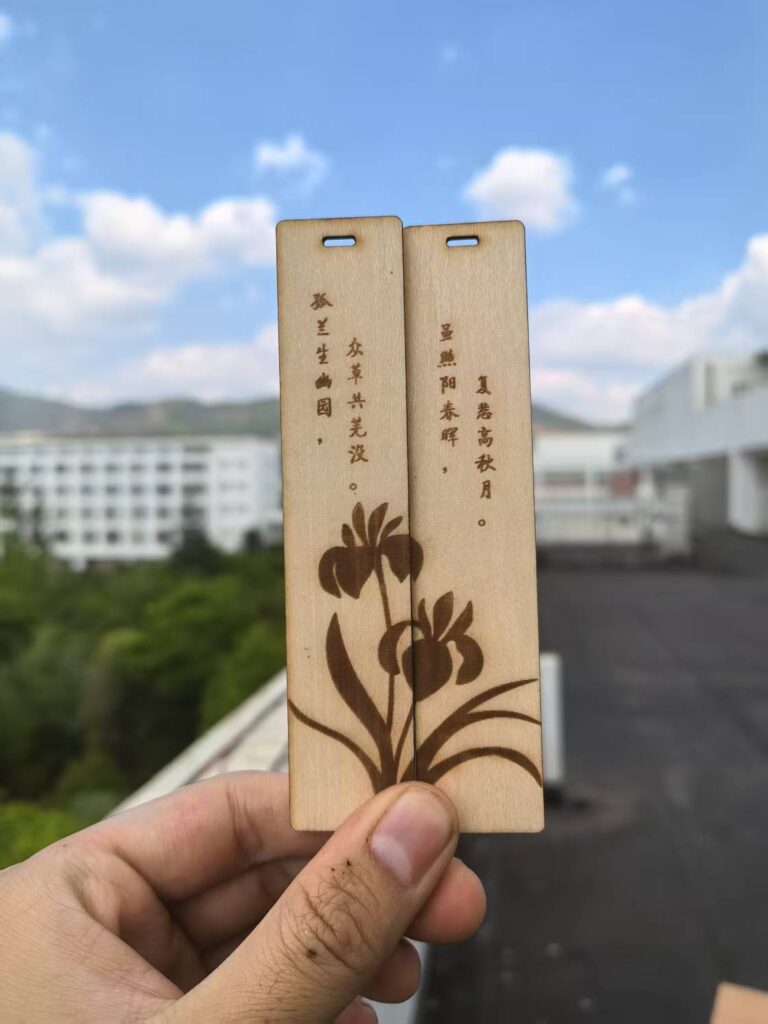 孤兰生幽园，
众草共芜没。
虽照阳春晖，
复悲高秋月。